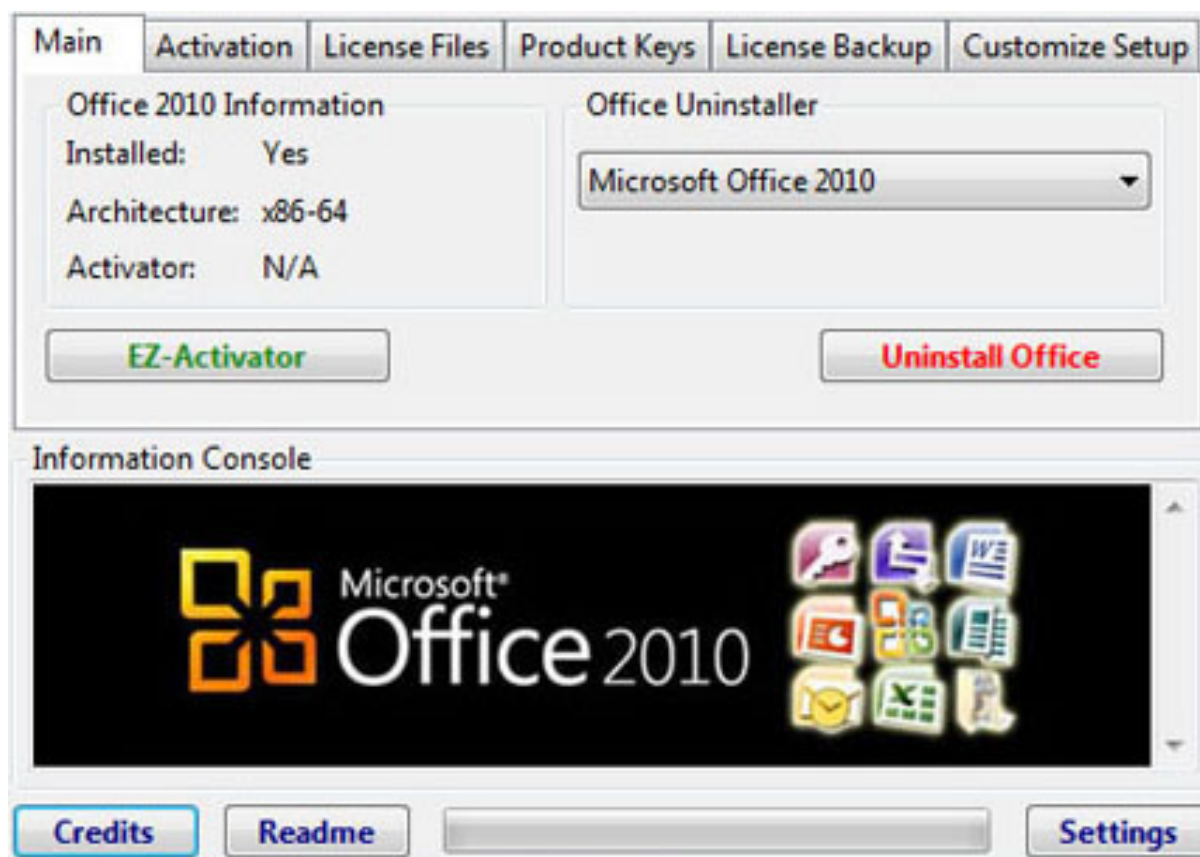 Main Activation License Files Product Keys License Backup Customize Setup
Office 2010 Information
Installed: Yes
Architecture: x86-64
Activator: N/A
EZ-Activator
Office Uninstaller
Microsoft Office 2010
Uninstall Office
Information Console
Microsoft®
Office 2010
Credits Readme Settings